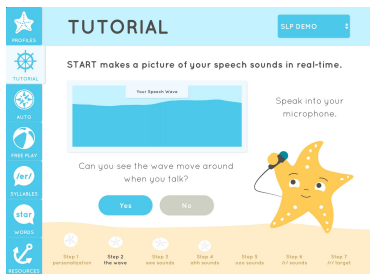 PROFILES
TUTORIAL
AUTO
FREE PLAY
/er/
SYLLABLES
star
WORDS
RESOURCES
TUTORIAL
SLP DEMO
START makes a picture of your speech sounds in real-time.
Your Speech Wave
Speak into your
microphone.
Can you see the wave move around
when you talk?
Yes
No
Step 1
personalization
Step 2
the wave
Step 3
eee sounds
Step 4
ahh sounds
Step 5
ooo sounds
Step 6
/r/ sounds
Step 7
/r/ target